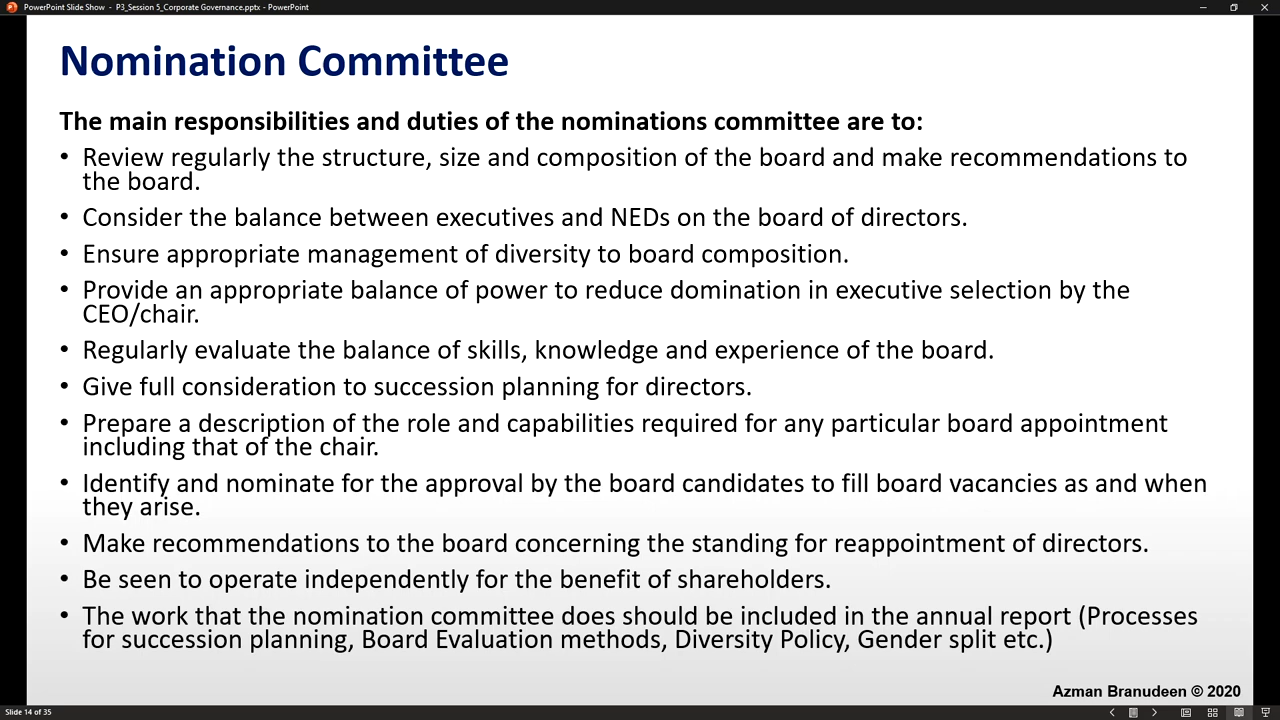 PowerPoint Slide Show - P3_Session 5_Corporate Governance.pptx - PowerPoint
Nomination Committee
The main responsibilities and duties of the nominations committee are to:
• Review regularly the structure, size and composition of the board and make recommendations to
the board.
• Consider the balance between executives and NEDs on the board of directors.
• Ensure appropriate management of diversity to board composition.
• Provide an appropriate balance of power to reduce domination in executive selection by the
CEO/chair.
• Regularly evaluate the balance of skills, knowledge and experience of the board.
• Give full consideration to succession planning for directors.
• Prepare a description of the role and capabilities required for any particular board appointment
including that of the chair.
• Identify and nominate for the approval by the board candidates to fill board vacancies as and when
they arise.
• Make recommendations to the board concerning the standing for reappointment of directors.
• Be seen to operate independently for the benefit of shareholders.
• The work that the nomination committee does should be included in the annual report (Processes
for succession planning, Board Evaluation methods, Diversity Policy, Gender split etc.)
Azman Branudeen © 2020
Slide 14 of 35